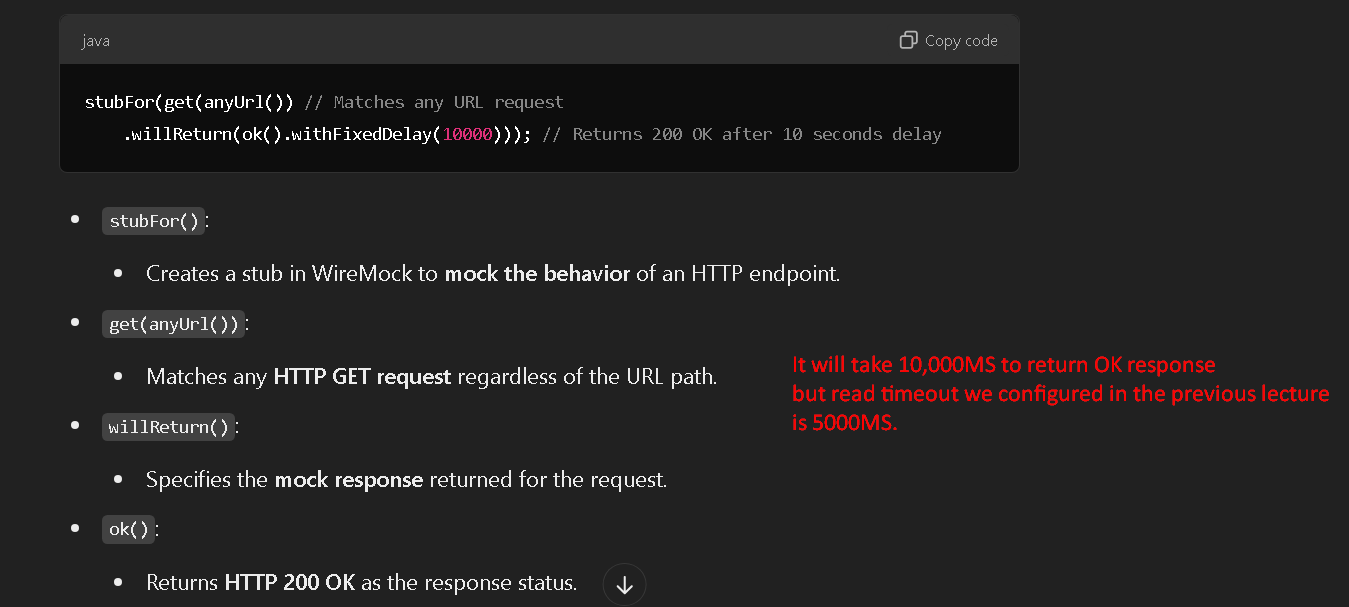 java
Copy code
stubFor(get(anyUrl()) // Matches any URL request
.willReturn(ok().withFixedDelay(10000))); // Returns 200 OK after 10 seconds delay
• stubFor():
• Creates a stub in WireMock to mock the behavior of an HTTP endpoint.
• get(anyUrl()):
• Matches any HTTP GET request regardless of the URL path.
It will take 10,000MS to return OK response
but read timeout we configured in the previous lecture
is 5000MS.
• willReturn():
• Specifies the mock response returned for the request.
• ok():
• Returns HTTP 200 OK as the response status.